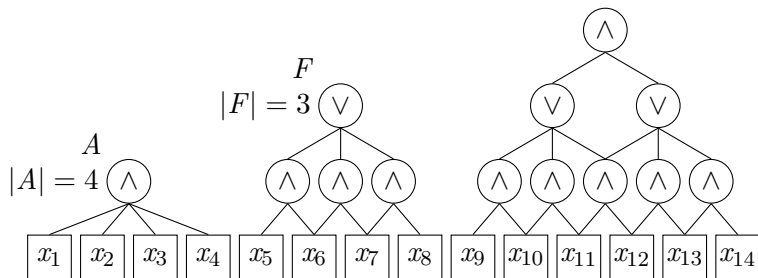 ∧
F
|F| = 3 ∨ ∨ ∨
A
|A| = 4 ∧ ∧ ∧ ∧ ∧ ∧ ∧ ∧ ∧
x₁ x₂ x₃ x₄ x₅ x₆ x₇ x₈ x₉ x₁₀ x₁₁ x₁₂ x₁₃ x₁₄